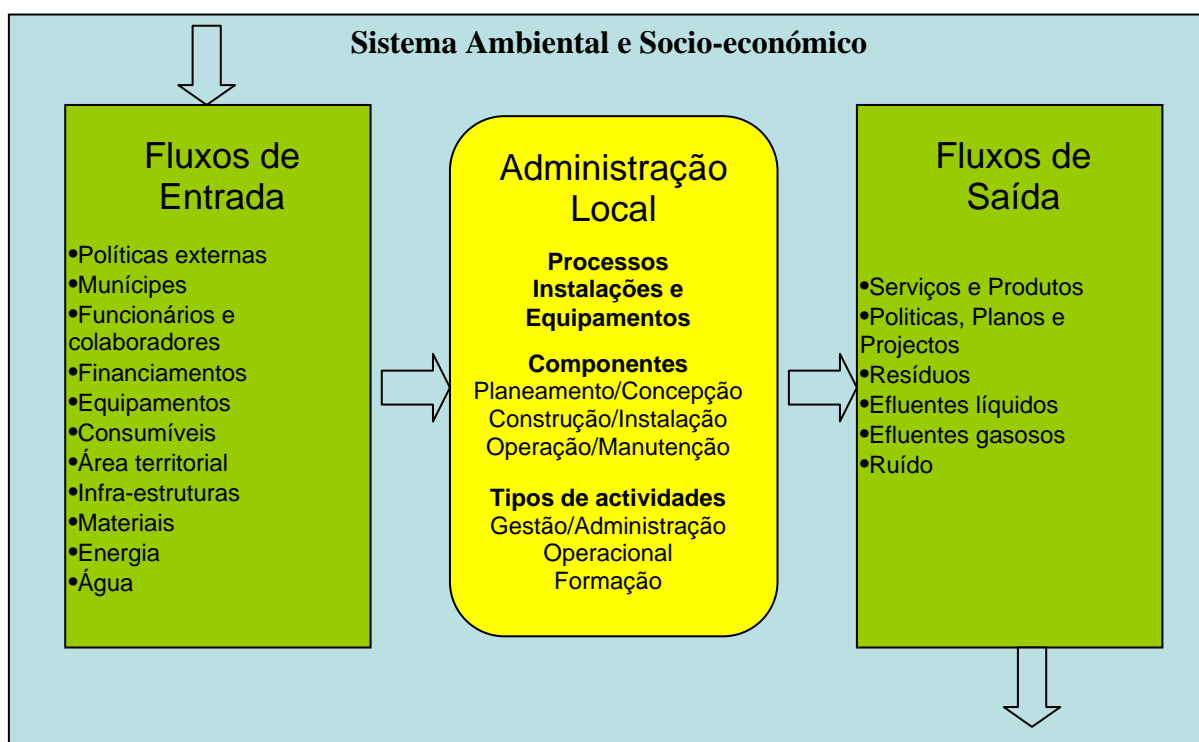 Sistema Ambiental e Socio-económico
Fluxos de
Entrada
•Políticas externas
•Munícipes
•Funcionários e
colaboradores
•Financiamentos
•Equipamentos
•Consumíveis
•Área territorial
•Infra-estruturas
•Materiais
•Energia
•Água
Administração
Local
Processos
Instalações e
Equipamentos
Componentes
Planeamento/Concepção
Construção/Instalação
Operação/Manutenção
Tipos de actividades
Gestão/Administração
Operacional
Formação
Fluxos de
Saída
•Serviços e Produtos
•Politicas, Planos e
Projectos
•Resíduos
•Efluentes líquidos
•Efluentes gasosos
•Ruído